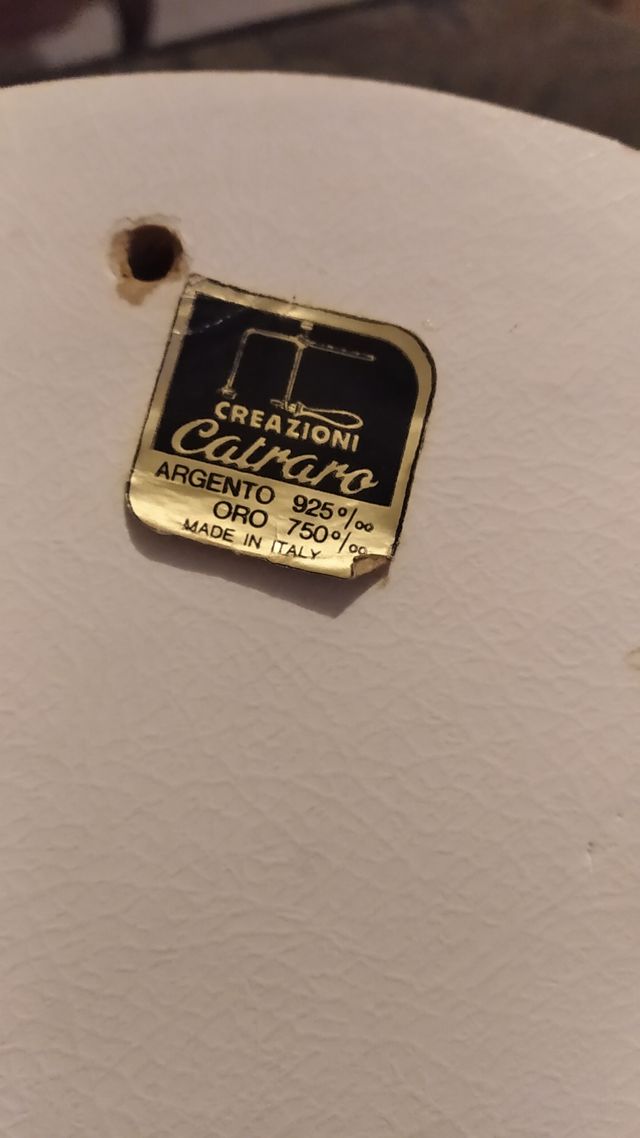 CREAZIONI
Catraro
ARGENTO 925‰
ORO 750‰
MADE IN ITALY